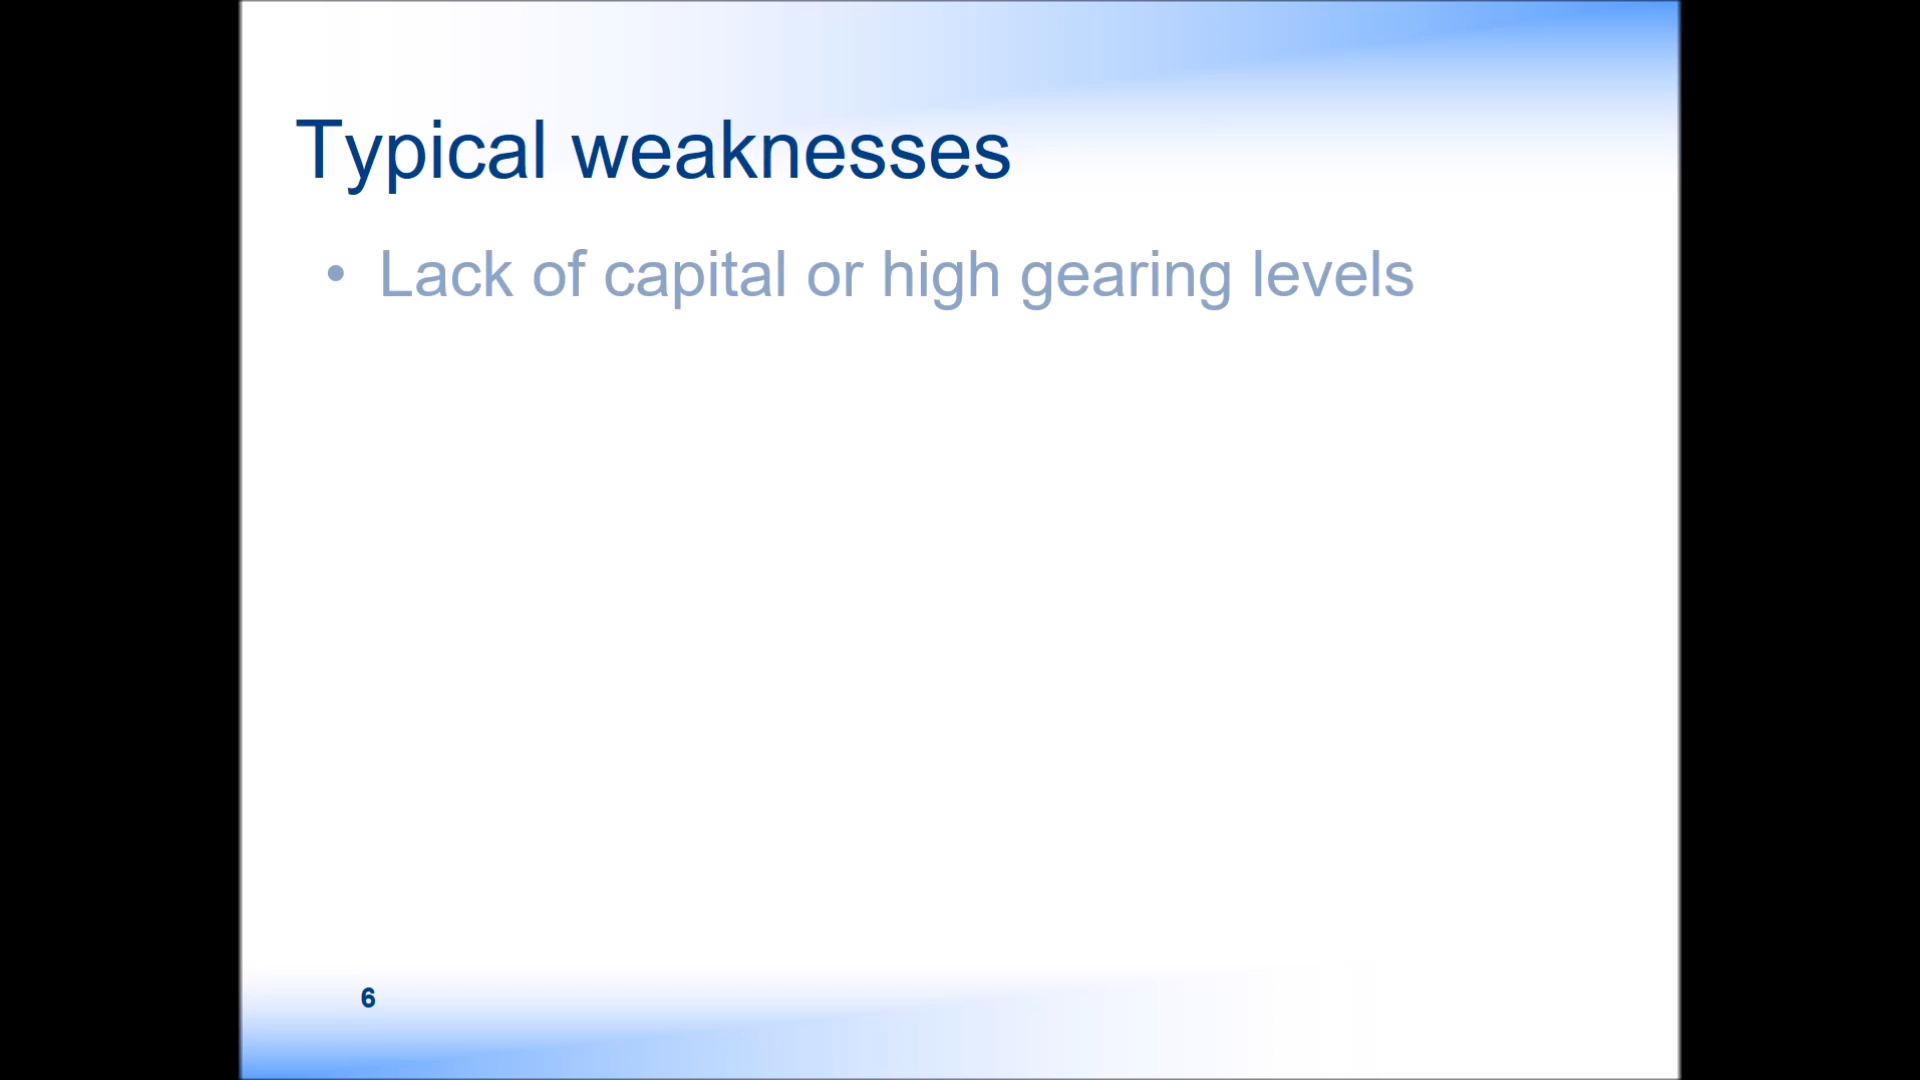 Typical weaknesses
• Lack of capital or high gearing levels
6